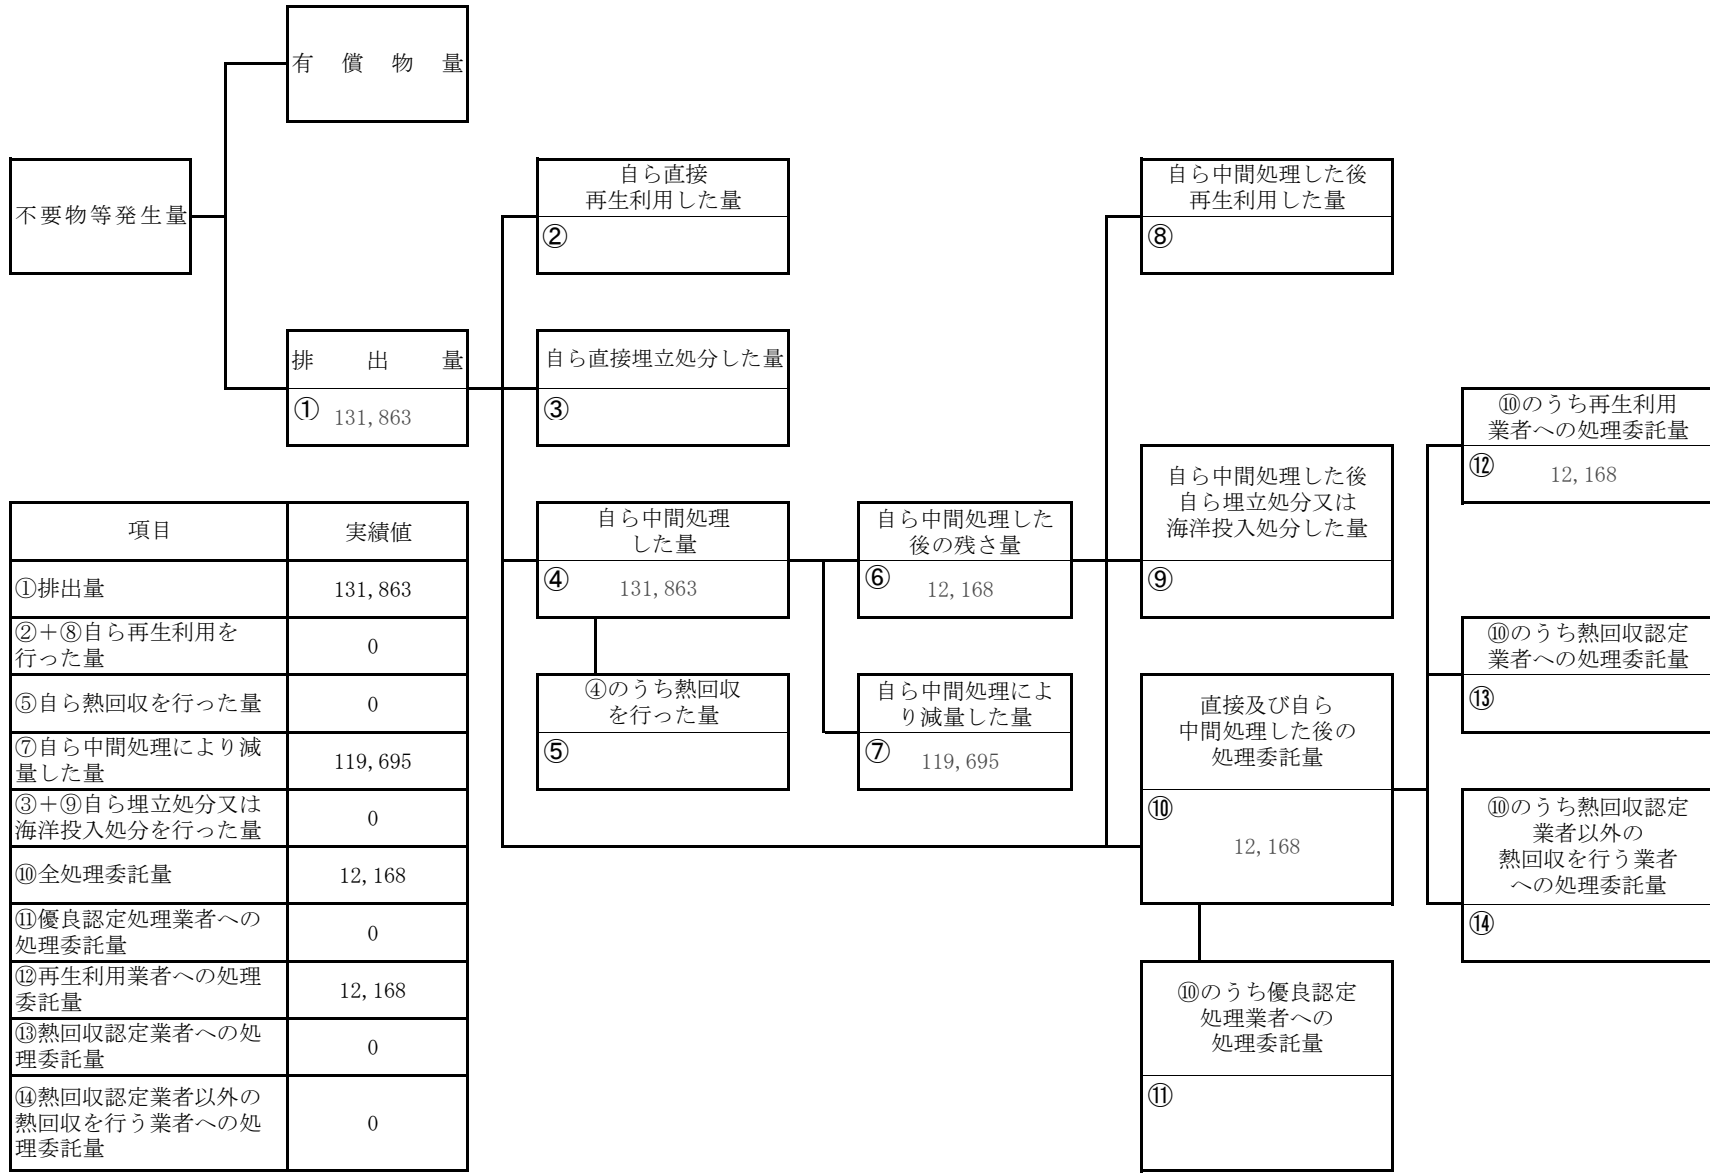 有償物量
不要物等発生量
排出量
① 131,863
自ら直接
再生利用した量
②
自ら直接埋立処分した量
③
自ら中間処理
した量
④ 131,863
④のうち熱回収
を行った量
⑤
自ら中間処理した
後の残さ量
⑥ 12,168
自ら中間処理によ
り減量した量
⑦ 119,695
自ら中間処理した後
再生利用した量
⑧
自ら中間処理した後
自ら埋立処分又は
海洋投入処分した量
⑨
直接及び自ら
中間処理した後の
処理委託量
⑩
12,168
⑩のうち優良認定
処理業者への
処理委託量
⑪
⑩のうち再生利用
業者への処理委託量
⑫ 12,168
⑩のうち熱回収認定
業者への処理委託量
⑬
⑩のうち熱回収認定
業者以外の
熱回収を行う業者
への処理委託量
⑭
項目 実績値
①排出量 131,863
②＋⑧自ら再生利用を
行った量 0
⑤自ら熱回収を行った量 0
⑦自ら中間処理により減
量した量 119,695
③＋⑨自ら埋立処分又は
海洋投入処分を行った量 0
⑩全処理委託量 12,168
⑪優良認定処理業者への
処理委託量 0
⑫再生利用業者への処理
委託量 12,168
⑬熱回収認定業者への処
理委託量 0
⑭熱回収認定業者以外の
熱回収を行う業者への処
理委託量 0